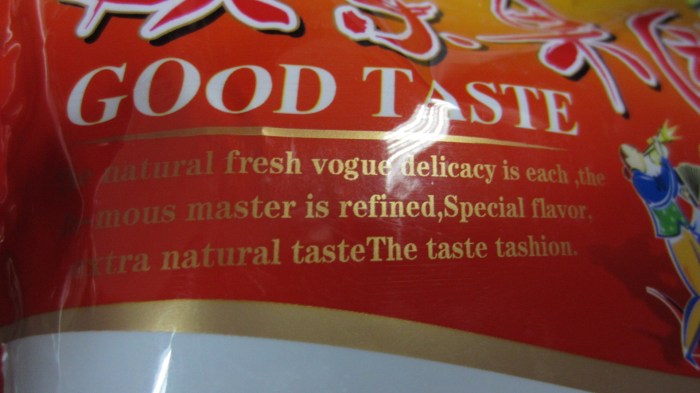 GOOD TASTE
natural fresh vogue delicacy is each ,the
-mous master is refined,Special flavor,
extra natural tasteThe taste tashion.